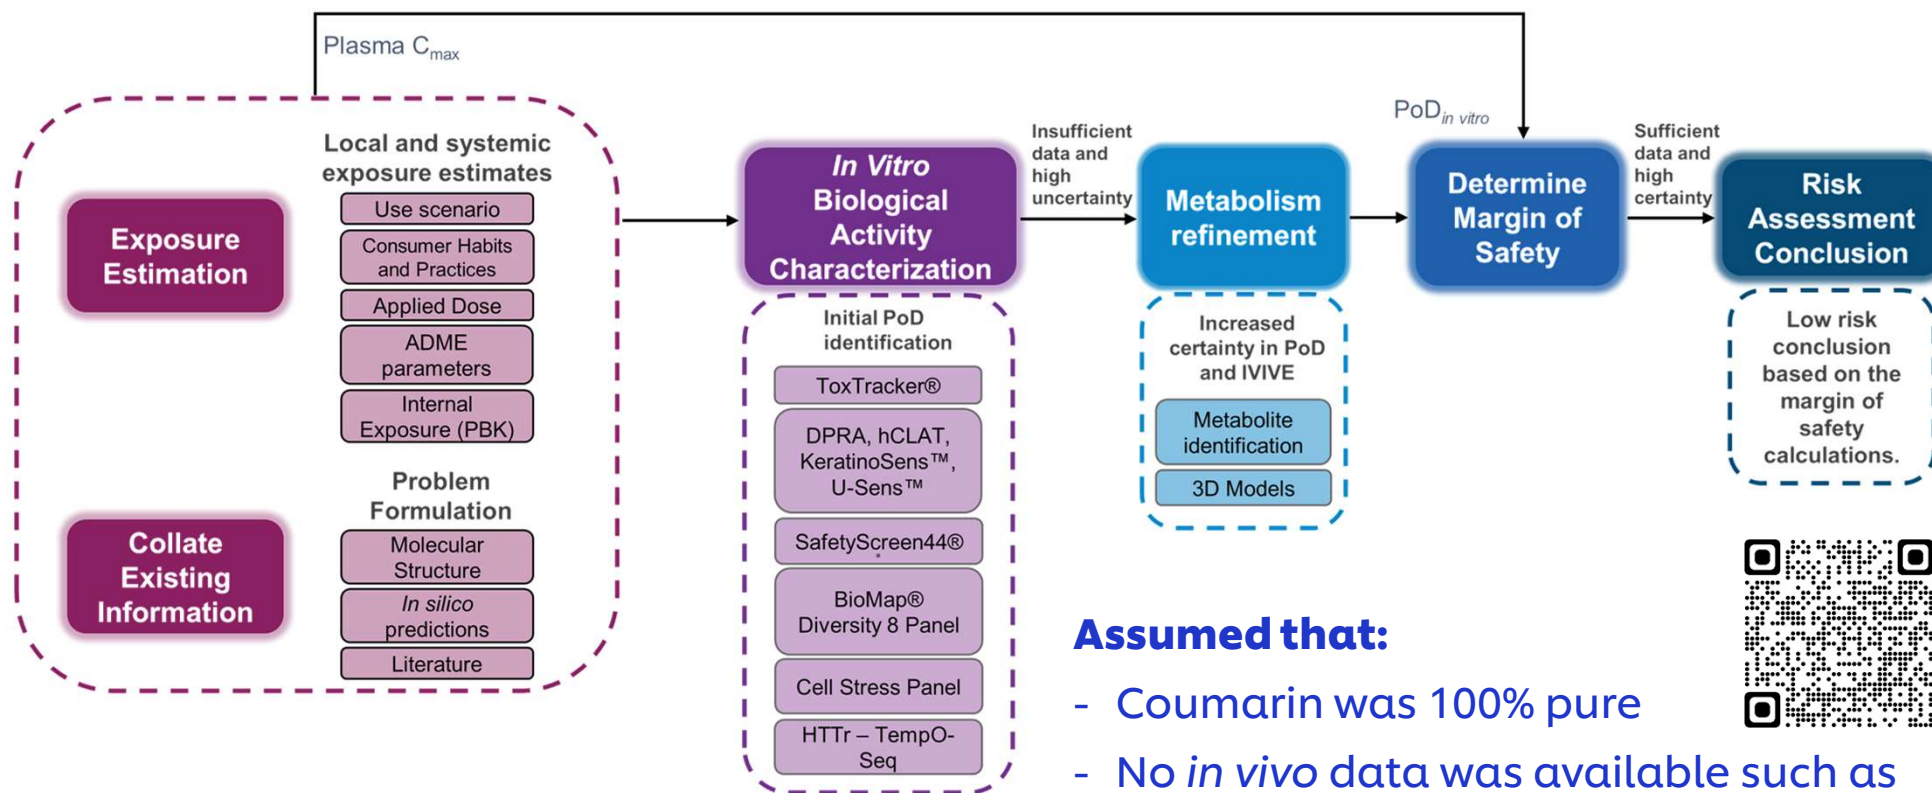 Plasma Cmax
Exposure
Estimation
Local and systemic
exposure estimates
Use scenario
Consumer Habits
and Practices
Applied Dose
ADME
parameters
Internal
Exposure (PBK)
Collate
Existing
Information
Problem
Formulation
Molecular
Structure
In silico
predictions
Literature
In Vitro
Biological
Activity
Characterization
Initial PoD
identification
ToxTracker®
DPRA, hCLAT,
KeratinoSens™,
U-Sens™
SafetyScreen44®
BioMap®
Diversity 8 Panel
Cell Stress Panel
HTTr – TempO-
Seq
Insufficient
data and
high
uncertainty
Metabolism
refinement
Increased
certainty in PoD
and IVIVE
Metabolite
identification
3D Models
PoDin vitro
Determine
Margin of
Safety
Sufficient
data and
high
certainty
Risk
Assessment
Conclusion
Low risk
conclusion
based on the
margin of
safety
calculations.
Assumed that:
- Coumarin was 100% pure
- No in vivo data was available such as